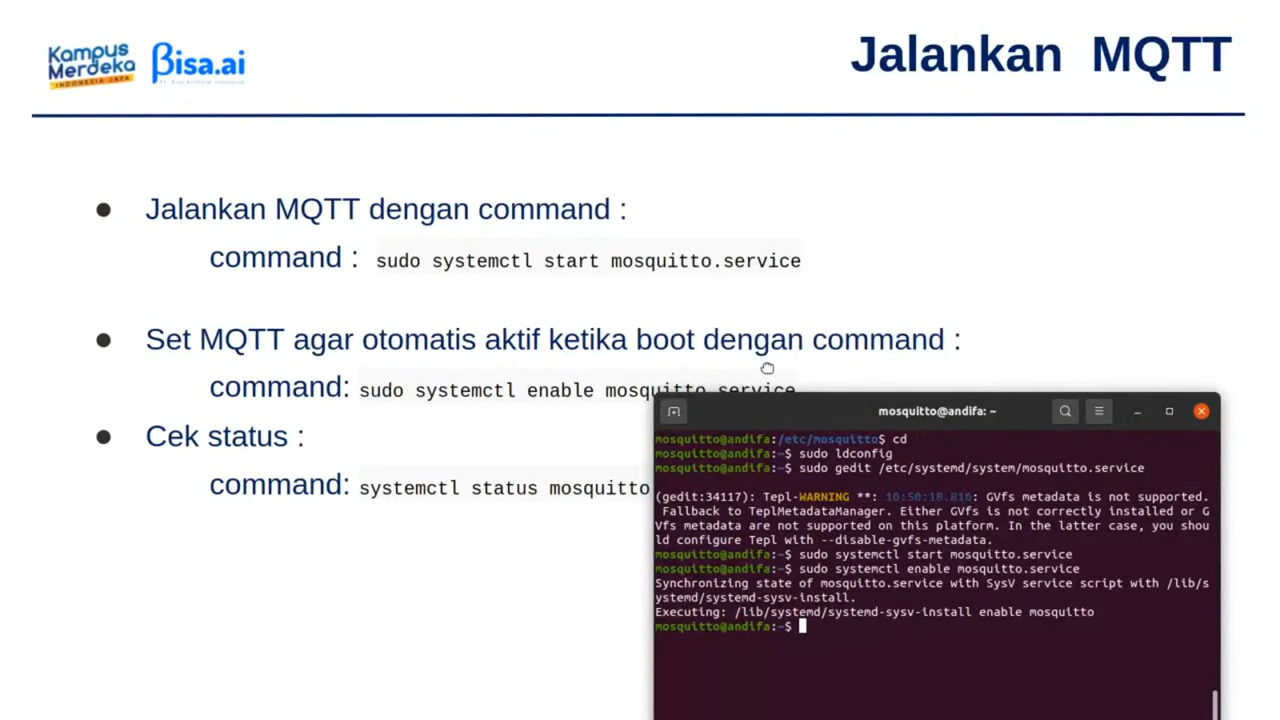 Kampus
Merdeka
INDONESIA JAYA
βisa.ai
Jalankan MQTT
● Jalankan MQTT dengan command :
command : sudo systemctl start mosquitto.service
● Set MQTT agar otomatis aktif ketika boot dengan command :
command: sudo systemctl enable mosquitto.service
● Cek status :
command: systemctl status mosquitto
mosquitto@andifa: ~
mosquitto@andifa:/etc/mosquitto$ cd
mosquitto@andifa:~$ sudo ldconfig
mosquitto@andifa:~$ sudo gedit /etc/systemd/system/mosquitto.service
(gedit:34117): Tepl-WARNING **: 10:50:18.816: GVfs metadata is not supported.
Fallback to TeplMetadataManager. Either GVfs is not correctly installed or G
Vfs metadata are not supported on this platform. In the latter case, you shou
ld configure Tepl with --disable-gvfs-metadata.
mosquitto@andifa:~$ sudo systemctl start mosquitto.service
mosquitto@andifa:~$ sudo systemctl enable mosquitto.service
Synchronizing state of mosquitto.service with SysV service script with /lib/s
ystemd/systemd-sysv-install.
Executing: /lib/systemd/systemd-sysv-install enable mosquitto
mosquitto@andifa:~$